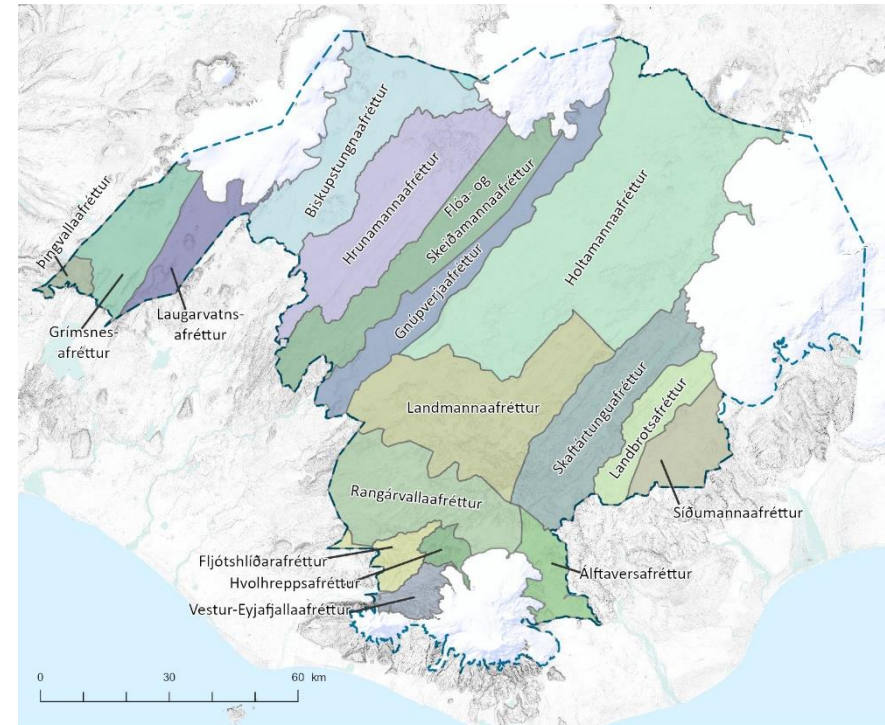 Þingvallaafréttur
Grímsnes-
afréttur
Laugarvatns-
afréttur
Biskupstungnaafréttur
Hrunamannaafréttur
Flóa- og
Skeiðamannaafréttur
Gnúpverjaafréttur
Holtamannaafréttur
Landmannaafréttur
Skaftártunguafréttur
Landbrotsafréttur
Síðumannaafréttur
Rangárvallaafréttur
Fljótshlíðarafréttur
Hvolhreppsafréttur
Vestur-Eyjafjallaafréttur
Álftaversafréttur
0 30 60 km